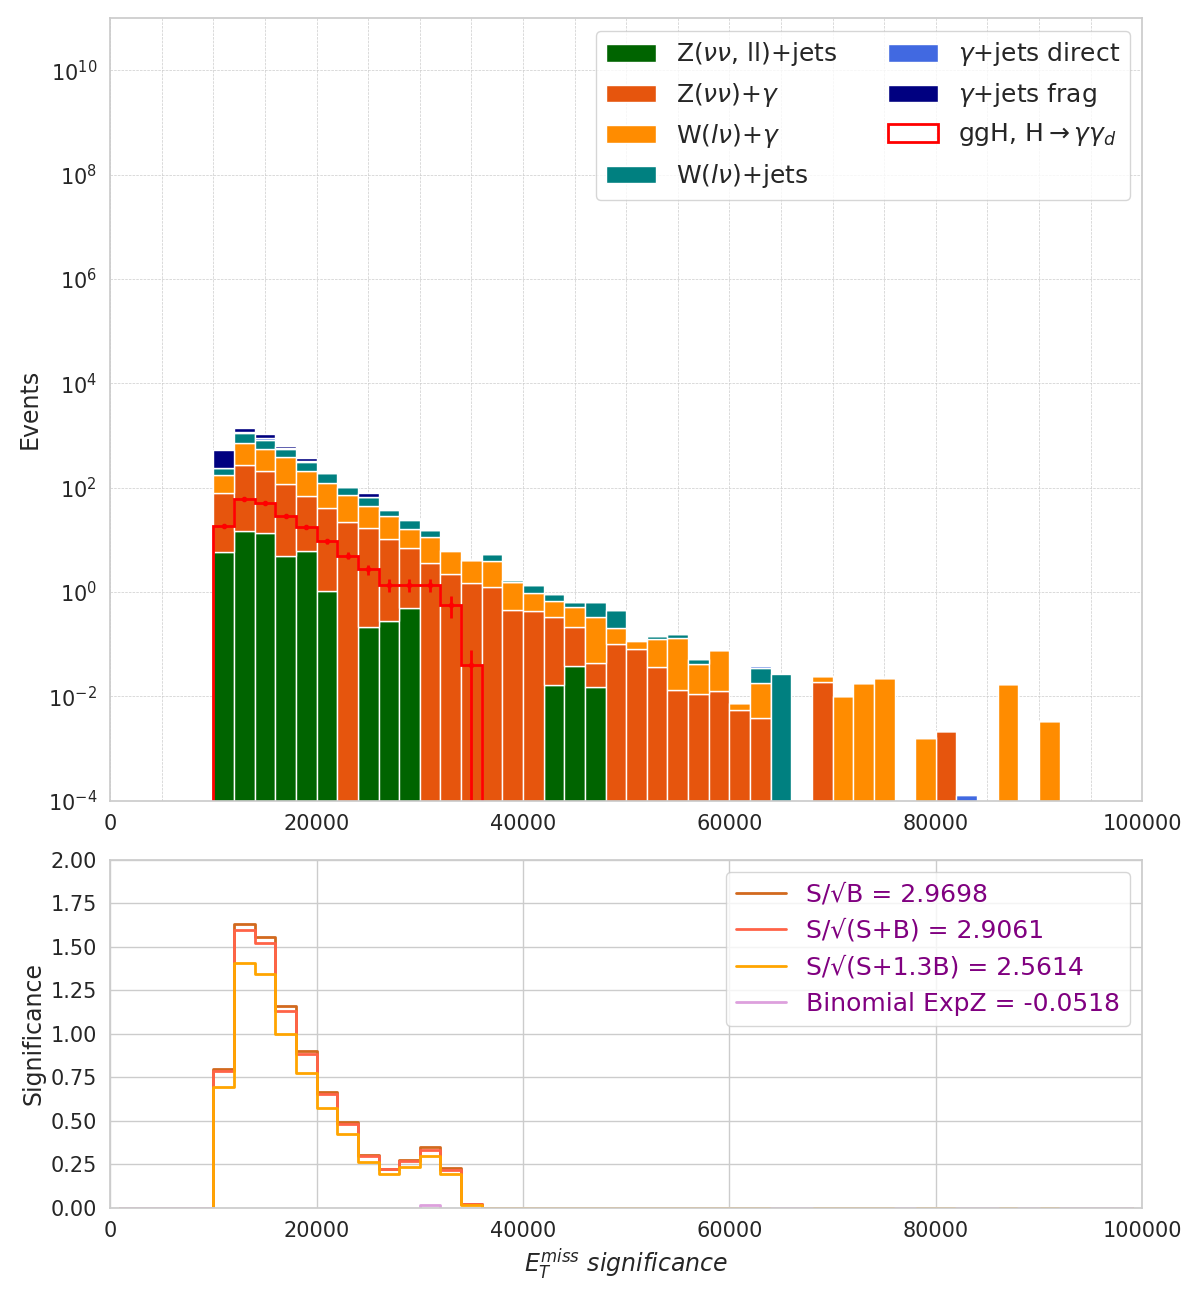 Z(νν, ll)+jets
Z(νν)+γ
W(lν)+γ
W(lν)+jets
γ+jets direct
γ+jets frag
ggH, H→γγ_d
Events
10^10
10^8
10^6
10^4
10^2
10^0
10^−2
10^−4
0 20000 40000 60000 80000 100000
Significance
2.00
1.75
1.50
1.25
1.00
0.75
0.50
0.25
0.00
S/√B = 2.9698
S/√(S+B) = 2.9061
S/√(S+1.3B) = 2.5614
Binomial ExpZ = -0.0518
0 20000 40000 60000 80000 100000
E_T^miss significance